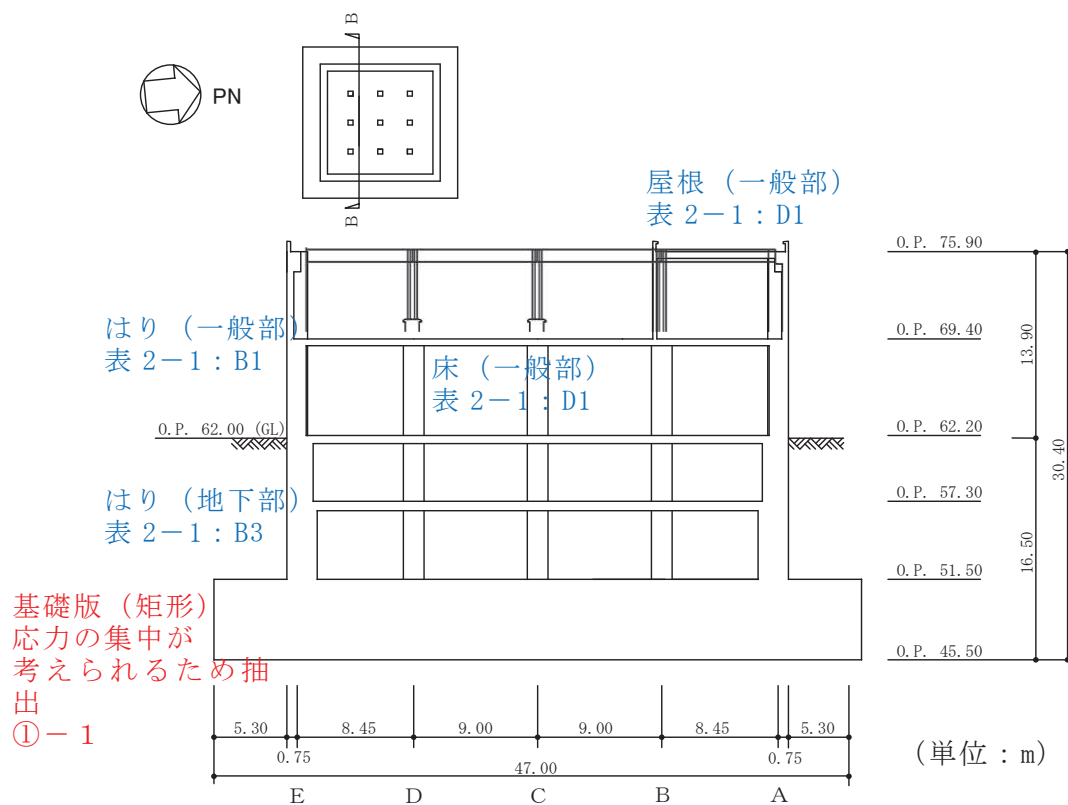 B
PN
B
屋根（一般部）
表 2－1：D1
O.P. 75.90
はり（一般部）
表 2－1：B1
O.P. 69.40
13.90
床（一般部）
表 2－1：D1
O.P. 62.00 (GL)
O.P. 62.20
30.40
はり（地下部）
表 2－1：B3
O.P. 57.30
16.50
O.P. 51.50
基礎版（矩形）
応力の集中が
考えられるため抽
出
①－1
O.P. 45.50
5.30 8.45 9.00 9.00 8.45 5.30
0.75 0.75
47.00
（単位：m）
E D C B A